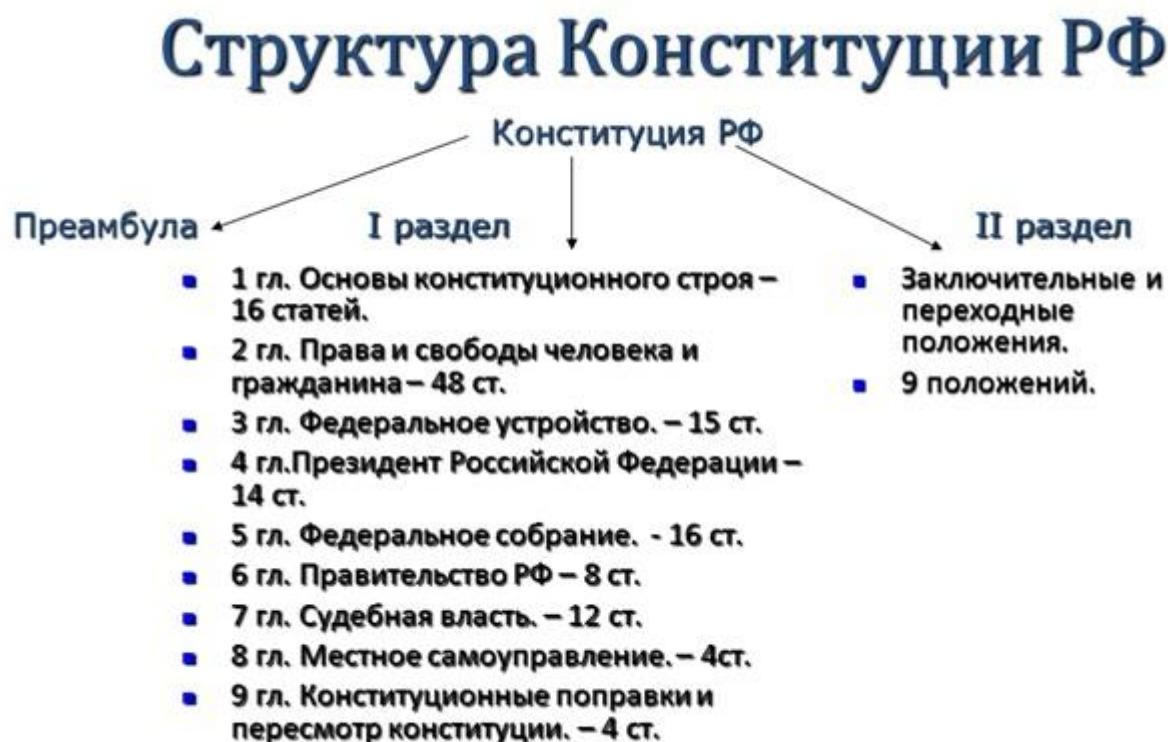 Структура Конституции РФ
Конституция РФ
Преамбула
I раздел
1 гл. Основы конституционного строя –
16 статей.
2 гл. Права и свободы человека и
гражданина – 48 ст.
3 гл. Федеральное устройство. – 15 ст.
4 гл.Президент Российской Федерации –
14 ст.
5 гл. Федеральное собрание. - 16 ст.
6 гл. Правительство РФ – 8 ст.
7 гл. Судебная власть. – 12 ст.
8 гл. Местное самоуправление. – 4ст.
9 гл. Конституционные поправки и
пересмотр конституции. – 4 ст.
II раздел
Заключительные и
переходные
положения.
9 положений.